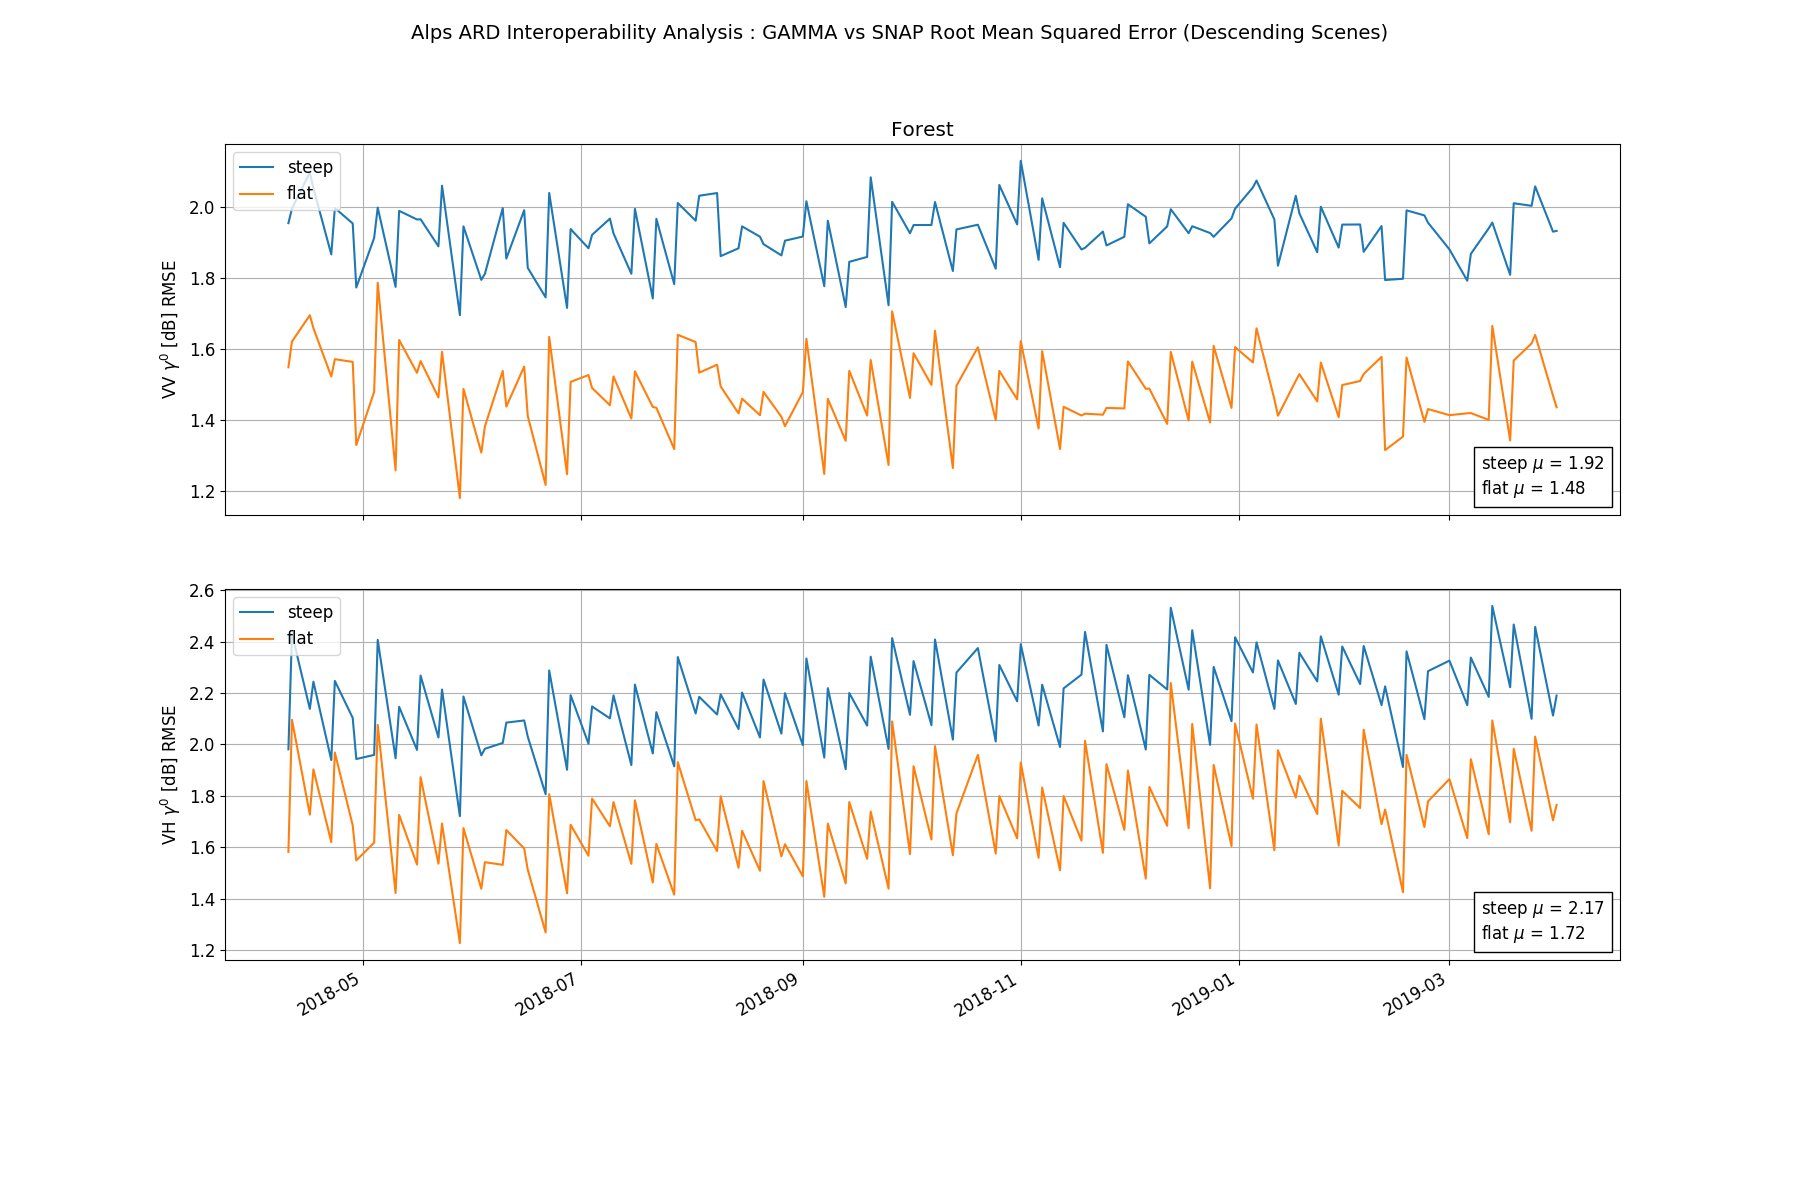 Alps ARD Interoperability Analysis : GAMMA vs SNAP Root Mean Squared Error (Descending Scenes)
Forest
steep
flat
2.0
1.8
1.6
1.4
1.2
VV γ⁰ [dB] RMSE
steep μ = 1.92
flat μ = 1.48
steep
flat
2.6
2.4
2.2
2.0
1.8
1.6
1.4
1.2
VH γ⁰ [dB] RMSE
steep μ = 2.17
flat μ = 1.72
2018-05
2018-07
2018-09
2018-11
2019-01
2019-03